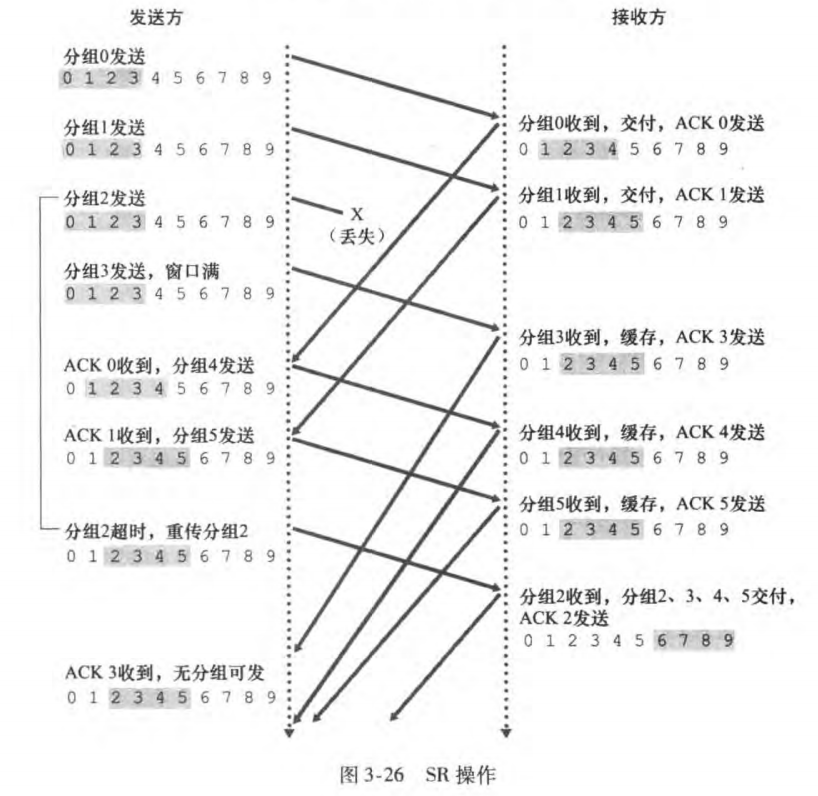 发送方
接收方
分组0发送
0 1 2 3 4 5 6 7 8 9
分组0收到，交付，ACK 0发送
0 1 2 3 4 5 6 7 8 9
分组1发送
0 1 2 3 4 5 6 7 8 9
分组1收到，交付，ACK 1发送
0 1 2 3 4 5 6 7 8 9
分组2发送
0 1 2 3 4 5 6 7 8 9
X
（丢失）
分组3发送，窗口满
0 1 2 3 4 5 6 7 8 9
分组3收到，缓存，ACK 3发送
0 1 2 3 4 5 6 7 8 9
ACK 0收到，分组4发送
0 1 2 3 4 5 6 7 8 9
分组4收到，缓存，ACK 4发送
0 1 2 3 4 5 6 7 8 9
ACK 1收到，分组5发送
0 1 2 3 4 5 6 7 8 9
分组5收到，缓存，ACK 5发送
0 1 2 3 4 5 6 7 8 9
分组2超时，重传分组2
0 1 2 3 4 5 6 7 8 9
分组2收到，分组2、3、4、5交付，
ACK 2发送
0 1 2 3 4 5 6 7 8 9
ACK 3收到，无分组可发
0 1 2 3 4 5 6 7 8 9
图 3-26 SR 操作